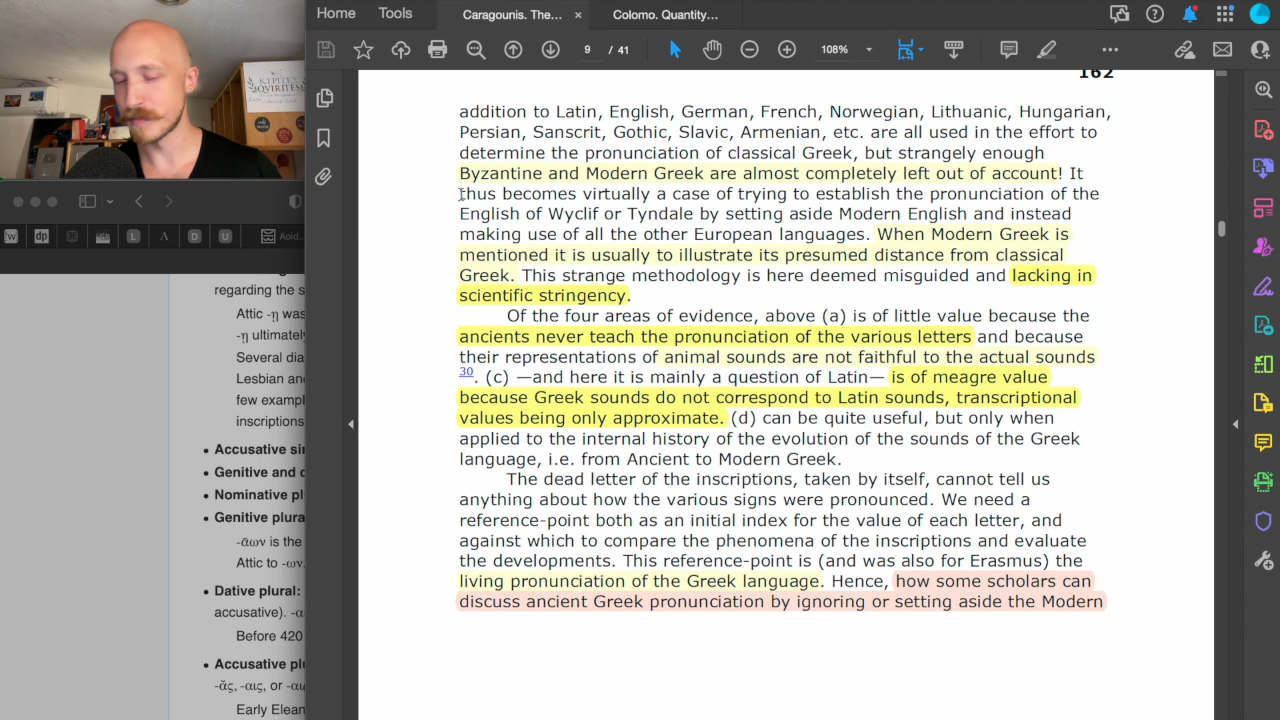 Home
Tools
Caragounis. The... ×
Colomo. Quantity...
9 / 41
108%
162
addition to Latin, English, German, French, Norwegian, Lithuanic, Hungarian,
Persian, Sanscrit, Gothic, Slavic, Armenian, etc. are all used in the effort to
determine the pronunciation of classical Greek, but strangely enough
Byzantine and Modern Greek are almost completely left out of account! It
thus becomes virtually a case of trying to establish the pronunciation of the
English of Wyclif or Tyndale by setting aside Modern English and instead
making use of all the other European languages. When Modern Greek is
mentioned it is usually to illustrate its presumed distance from classical
Greek. This strange methodology is here deemed misguided and lacking in
scientific stringency.
Of the four areas of evidence, above (a) is of little value because the
ancients never teach the pronunciation of the various letters and because
their representations of animal sounds are not faithful to the actual sounds
30. (c) —and here it is mainly a question of Latin— is of meagre value
because Greek sounds do not correspond to Latin sounds, transcriptional
values being only approximate. (d) can be quite useful, but only when
applied to the internal history of the evolution of the sounds of the Greek
language, i.e. from Ancient to Modern Greek.
The dead letter of the inscriptions, taken by itself, cannot tell us
anything about how the various signs were pronounced. We need a
reference-point both as an initial index for the value of each letter, and
against which to compare the phenomena of the inscriptions and evaluate
the developments. This reference-point is (and was also for Erasmus) the
living pronunciation of the Greek language. Hence, how some scholars can
discuss ancient Greek pronunciation by ignoring or setting aside the Modern
ΚΥΡΙΤΕΣ
QVIRITES
W
dp
L
Λ
D
U
Aoid...
regarding the s
Attic -ῃ was
-ῃ ultimately
Several dia
Lesbian and
few examp
inscriptions
• Accusative sin
• Genitive and d
• Nominative pl
• Genitive plura
-ᾱων is the
Attic to -ων.
• Dative plural:
accusative). -α
Before 420
• Accusative plu
-ᾰς, -αις, or -αι
Early Elean